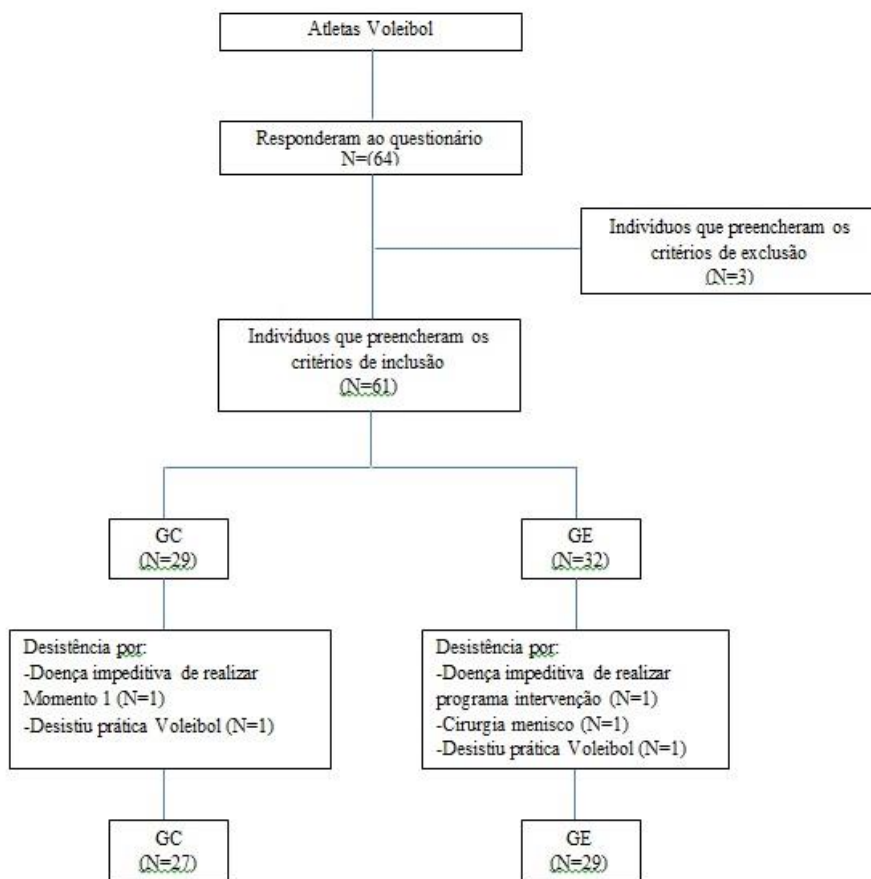 Atletas Voleibol
Responderam ao questionário
N=(64)
Indivíduos que preencheram os
critérios de exclusão
(N=3)
Indivíduos que preencheram os
critérios de inclusão
(N=61)
GC
(N=29)
GE
(N=32)
Desistência por:
-Doença impeditiva de realizar
Momento 1 (N=1)
-Desistiu prática Voleibol (N=1)
Desistência por:
-Doença impeditiva de realizar
programa intervenção (N=1)
-Cirurgia menisco (N=1)
-Desistiu prática Voleibol (N=1)
GC
(N=27)
GE
(N=29)